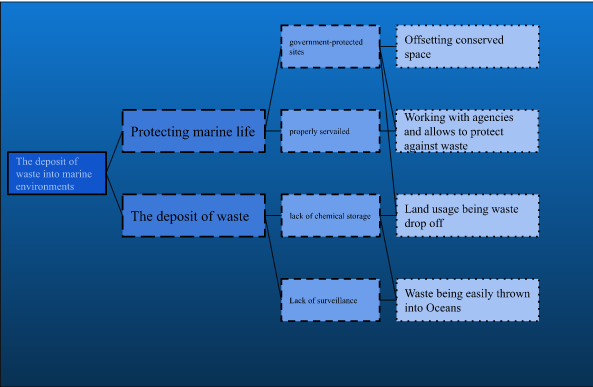 The deposit of
waste into marine
environments
Protecting marine life
The deposit of waste
government-protected
sites
properly servailed
lack of chemical storage
Lack of surveillance
Offsetting conserved
space
Working with agencies
and allows to protect
against waste
Land usage being waste
drop off
Waste being easily thrown
into Oceans